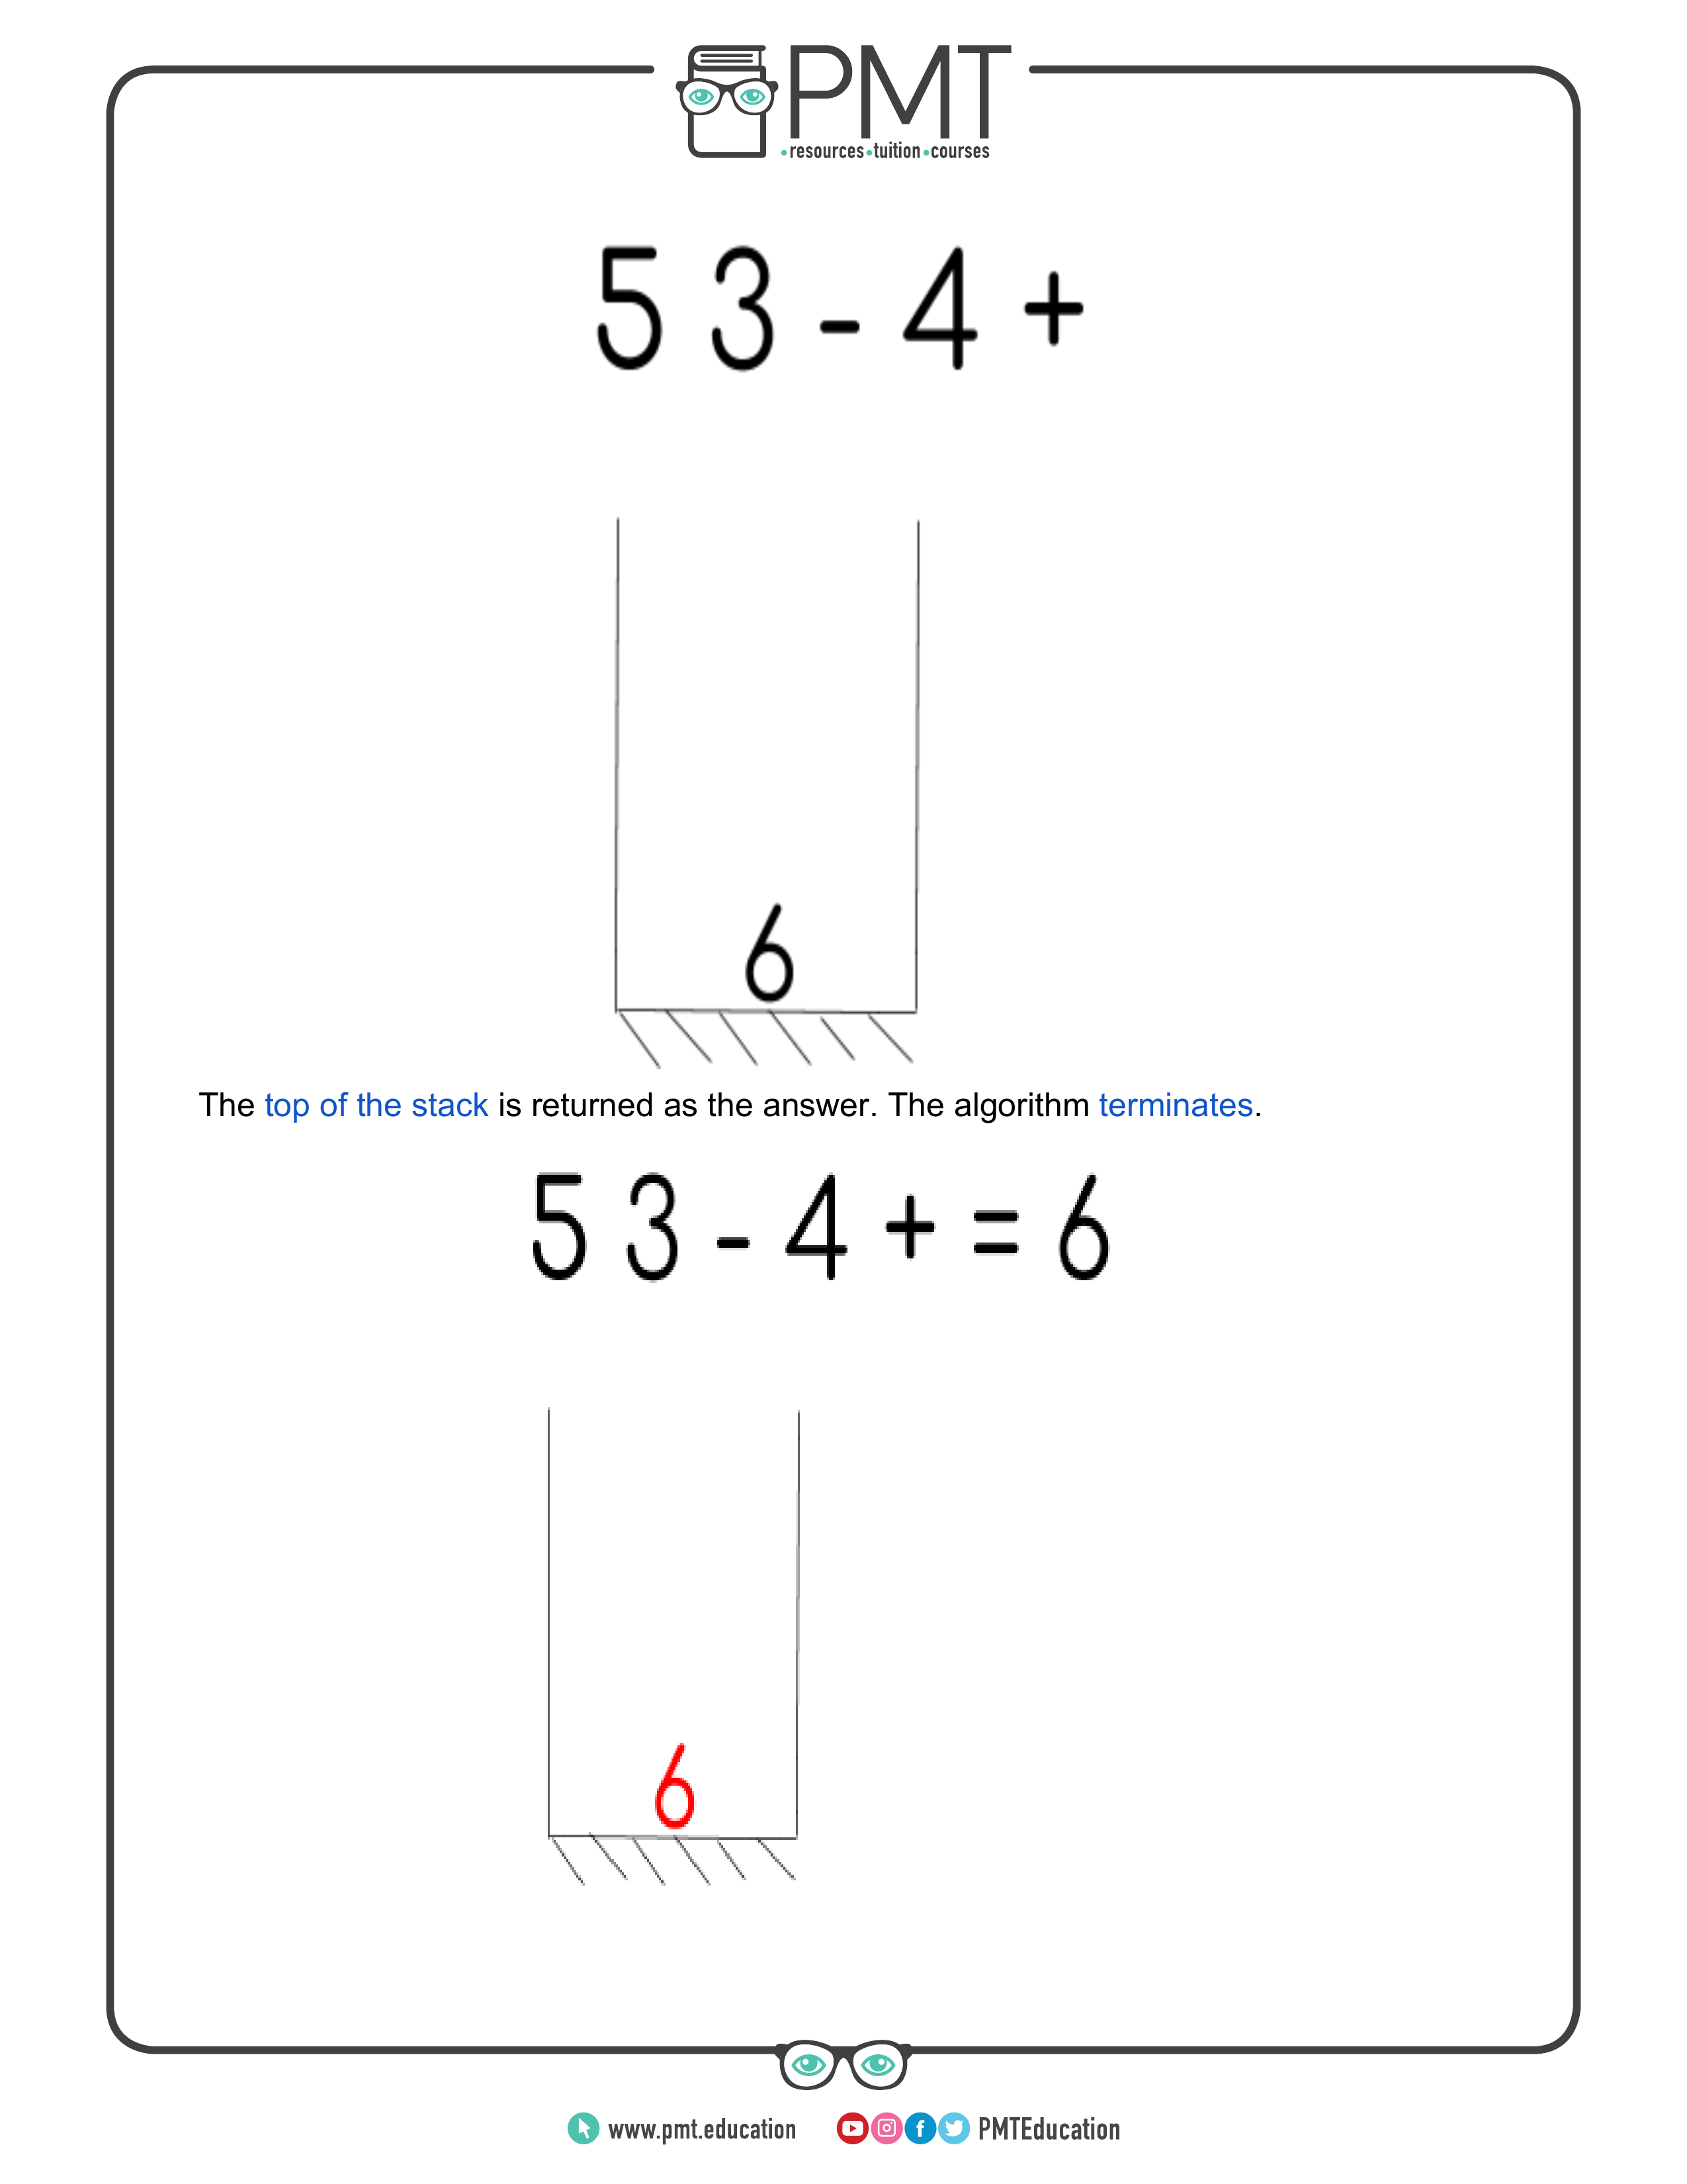 PMT
•resources•tuition•courses
5 3 - 4 +
6
The top of the stack is returned as the answer. The algorithm terminates.
5 3 - 4 + = 6
6
www.pmt.education
PMTEducation